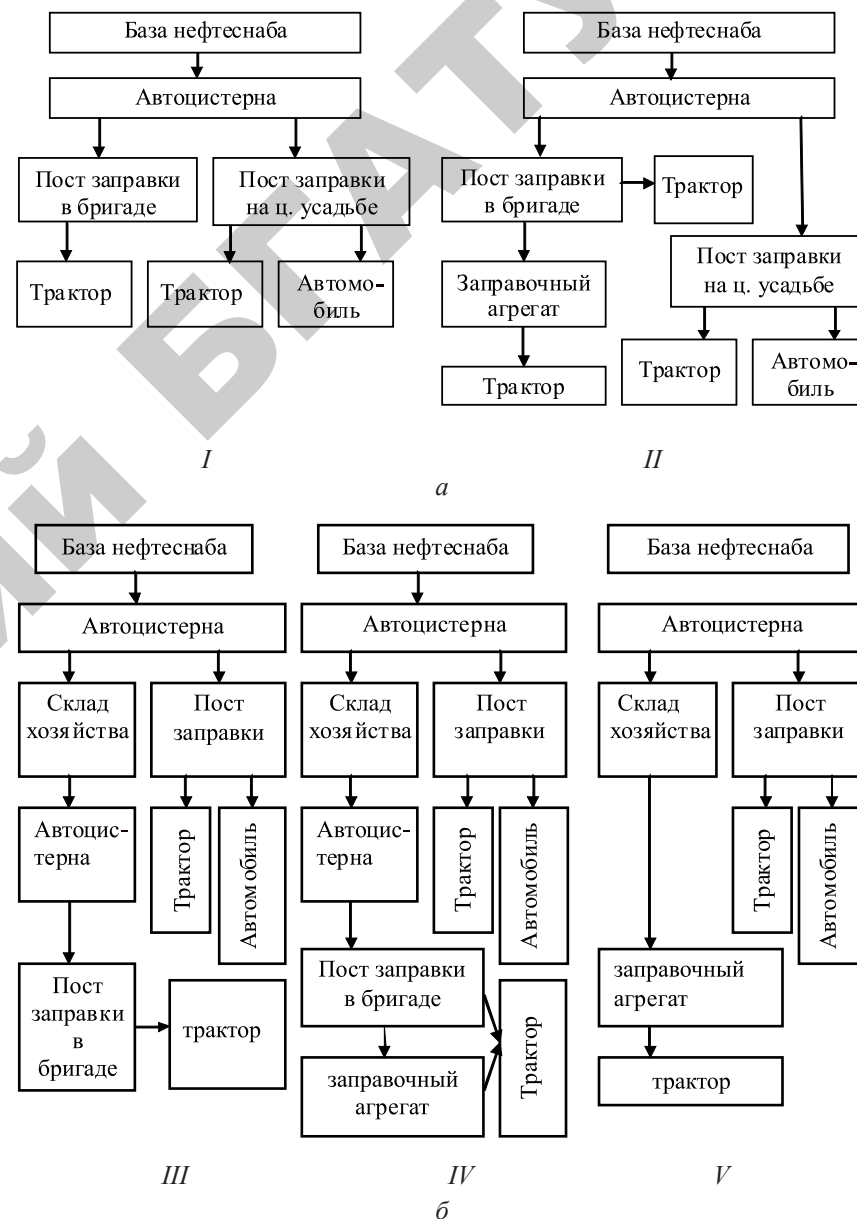 База нефтеснаба
Автоцистерна
Пост заправки
в бригаде
Пост заправки
на ц. усадьбе
Трактор
Трактор
Автомо-
биль
I
База нефтеснаба
Автоцистерна
Пост заправки
в бригаде
Трактор
Заправочный
агрегат
Пост заправки
на ц. усадьбе
Трактор
Трактор
Автомо-
биль
II
а
База нефтеснаба
Автоцистерна
Склад
хозяйства
Пост
заправки
Автоцис-
терна
Трактор
Автомобиль
Пост
заправки
в
бригаде
трактор
III
База нефтеснаба
Автоцистерна
Склад
хозяйства
Пост
заправки
Автоцис-
терна
Трактор
Автомобиль
Пост заправки
в бригаде
заправочный
агрегат
Трактор
IV
База нефтеснаба
Автоцистерна
Склад
хозяйства
Пост
заправки
Трактор
Автомобиль
заправочный
агрегат
трактор
V
б
ий БГАТУ